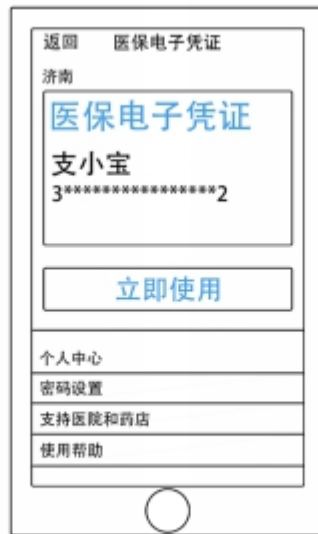 返回 医保电子凭证
济南
医保电子凭证
支小宝
3****************2
立即使用
个人中心
密码设置
支持医院和药店
使用帮助